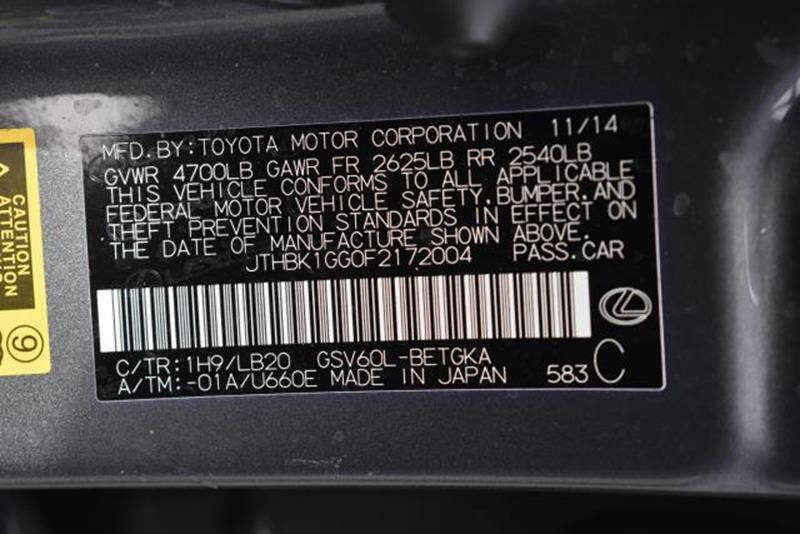 MFD. BY: TOYOTA MOTOR CORPORATION 11/14
GVWR 4700LB GAWR FR 2625LB RR 2540LB
THIS VEHICLE CONFORMS TO ALL APPLICABLE
FEDERAL MOTOR VEHICLE SAFETY, BUMPER, AND
THEFT PREVENTION STANDARDS IN EFFECT ON
THE DATE OF MANUFACTURE SHOWN ABOVE.
JTHBK1GG0F2172004 PASS. CAR
C/TR: 1H9/LB20 GSV60L-BETGKA
A/TM: -01A/U660E MADE IN JAPAN 583 C
CAUTION
ATTENTION
9